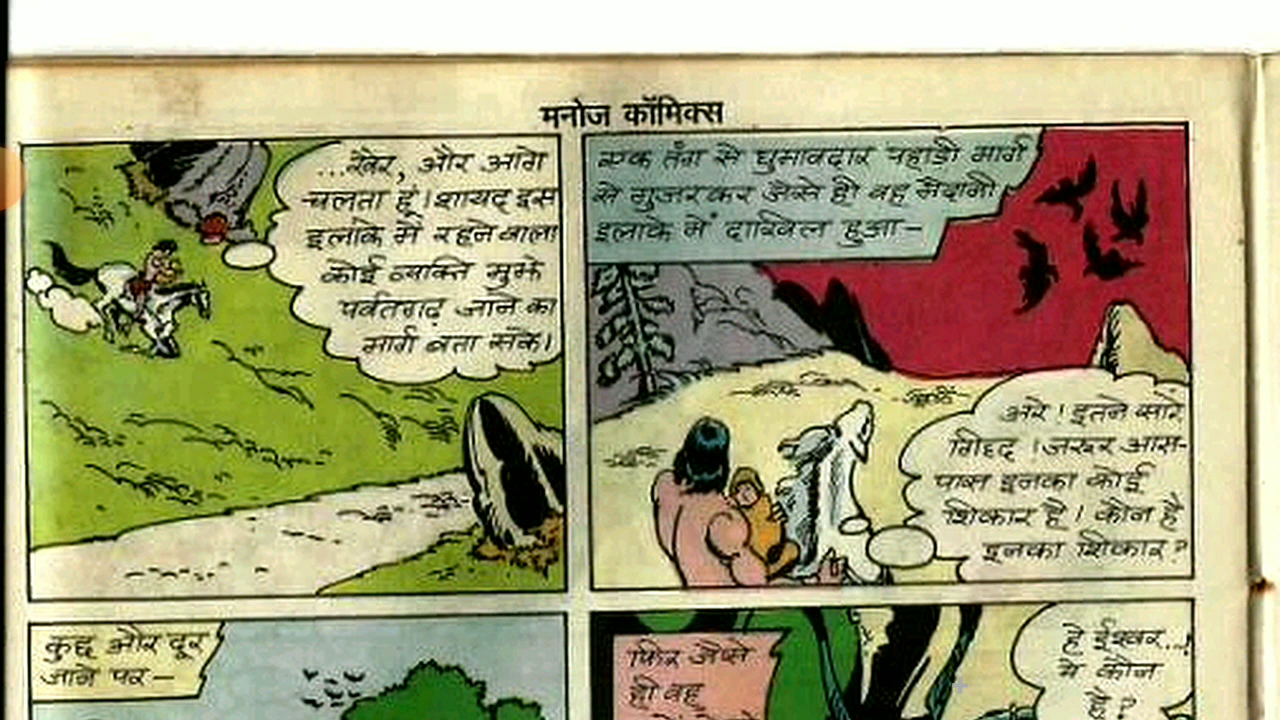 मनोज कॉमिक्स
...खैर, और आगे
चलता हूं। शायद इस
इलाके में रहने वाला
कोई व्यक्ति मुझे
पर्वतगढ़ जाने का
मार्ग बता सके।
एक तंग से घुमावदार पहाड़ी मार्ग
से गुजरकर जैसे ही वह मैदानी
इलाके में दाखिल हुआ—
अरे! इतने सारे
गिद्द। जरूर आस-
पास इनका कोई
शिकार है। कौन है
इनका शिकार?
कुछ और दूर
जाने पर—
फिर जैसे
ही वह
हे ईश्वर...!
ये कौन
है?